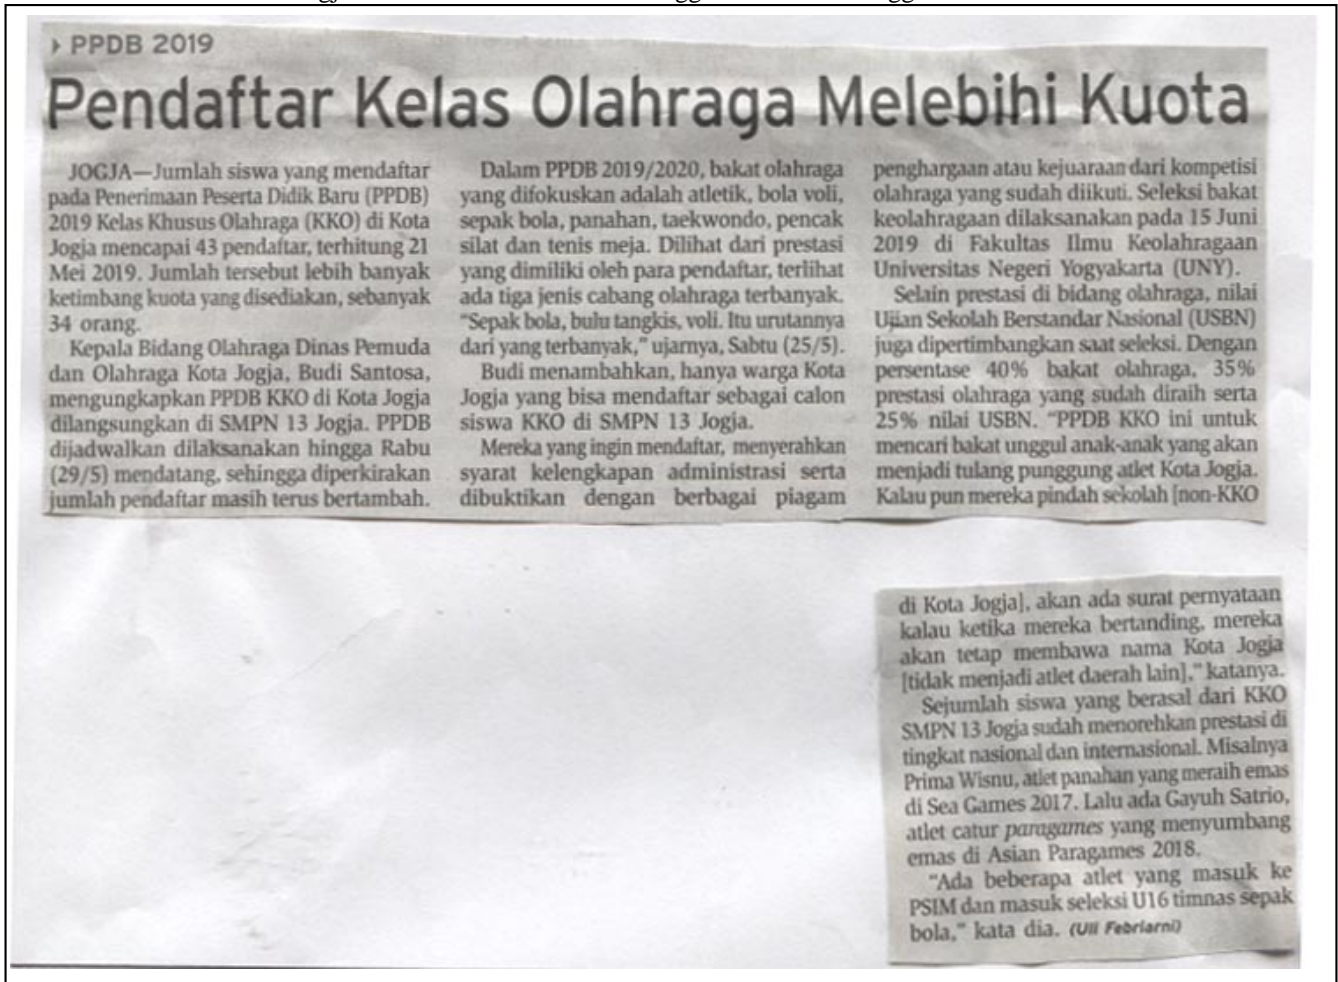 PPDB 2019
Pendaftar Kelas Olahraga Melebihi Kuota
JOGJA—Jumlah siswa yang mendaftar
pada Penerimaan Peserta Didik Baru (PPDB)
2019 Kelas Khusus Olahraga (KKO) di Kota
Jogja mencapai 43 pendaftar, terhitung 21
Mei 2019. Jumlah tersebut lebih banyak
ketimbang kuota yang disediakan, sebanyak
34 orang.
Kepala Bidang Olahraga Dinas Pemuda
dan Olahraga Kota Jogja, Budi Santosa,
mengungkapkan PPDB KKO di Kota Jogja
dilangsungkan di SMPN 13 Jogja. PPDB
dijadwalkan dilaksanakan hingga Rabu
(29/5) mendatang, sehingga diperkirakan
jumlah pendaftar masih terus bertambah.
Dalam PPDB 2019/2020, bakat olahraga
yang difokuskan adalah atletik, bola voli,
sepak bola, panahan, taekwondo, pencak
silat dan tenis meja. Dilihat dari prestasi
yang dimiliki oleh para pendaftar, terlihat
ada tiga jenis cabang olahraga terbanyak.
“Sepak bola, bulu tangkis, voli. Itu urutannya
dari yang terbanyak,” ujarnya, Sabtu (25/5).
Budi menambahkan, hanya warga Kota
Jogja yang bisa mendaftar sebagai calon
siswa KKO di SMPN 13 Jogja.
Mereka yang ingin mendaftar, menyerahkan
syarat kelengkapan administrasi serta
dibuktikan dengan berbagai piagam
penghargaan atau kejuaraan dari kompetisi
olahraga yang sudah diikuti. Seleksi bakat
keolahragaan dilaksanakan pada 15 Juni
2019 di Fakultas Ilmu Keolahragaan
Universitas Negeri Yogyakarta (UNY).
Selain prestasi di bidang olahraga, nilai
Ujian Sekolah Berstandar Nasional (USBN)
juga dipertimbangkan saat seleksi. Dengan
persentase 40% bakat olahraga, 35%
prestasi olahraga yang sudah diraih serta
25% nilai USBN. “PPDB KKO ini untuk
mencari bakat unggul anak-anak yang akan
menjadi tulang punggung atlet Kota Jogja.
Kalau pun mereka pindah sekolah [non-KKO
di Kota Jogja], akan ada surat pernyataan
kalau ketika mereka bertanding, mereka
akan tetap membawa nama Kota Jogja
[tidak menjadi atlet daerah lain],” katanya.
Sejumlah siswa yang berasal dari KKO
SMPN 13 Jogja sudah menorehkan prestasi di
tingkat nasional dan internasional. Misalnya
Prima Wisnu, atlet panahan yang meraih emas
di Sea Games 2017. Lalu ada Gayuh Satrio,
atlet catur paragames yang menyumbang
emas di Asian Paragames 2018.
“Ada beberapa atlet yang masuk ke
PSIM dan masuk seleksi U16 timnas sepak
bola,” kata dia. (Uli Febriarni)